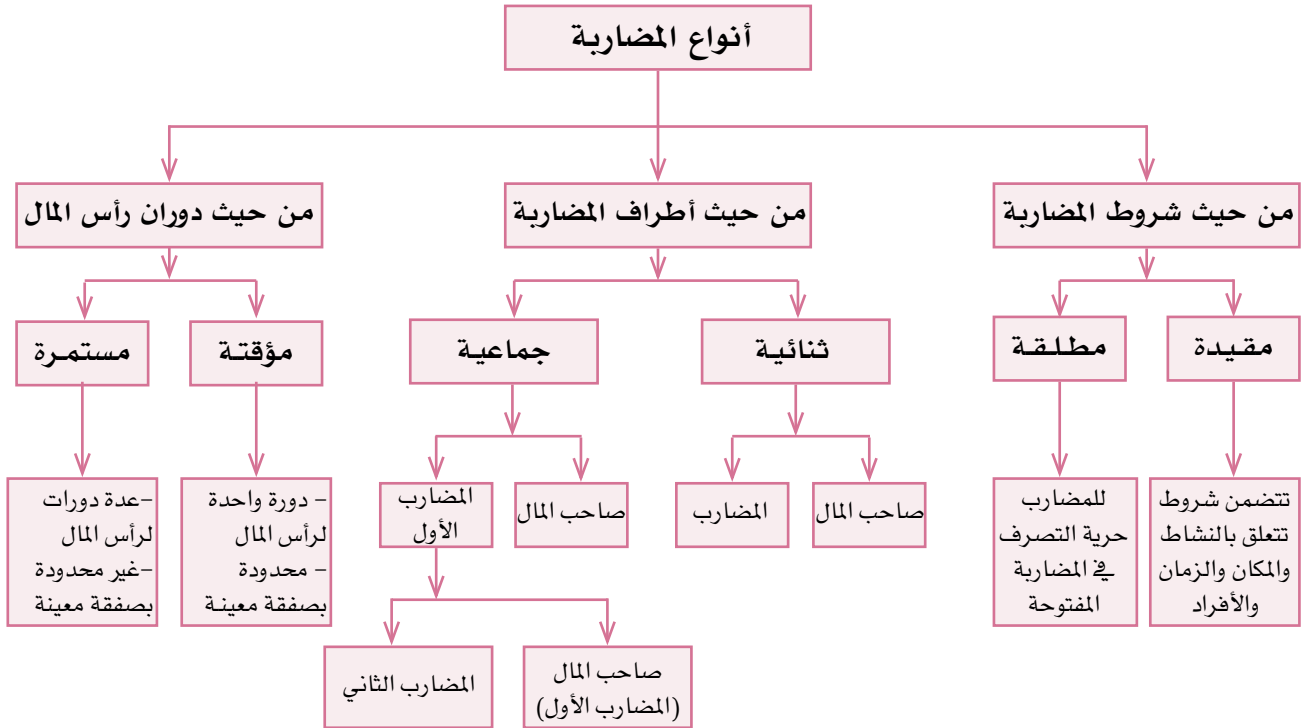 أنواع المضاربة
من حيث شروط المضاربة
من حيث أطراف المضاربة
من حيث دوران رأس المال
مقيدة
مطلقة
ثنائية
جماعية
مؤقتة
مستمرة
تتضمن شروط
تتعلق بالنشاط
والمكان والزمان
والأفراد
للمضارب
حرية التصرف
في المضاربة
المفتوحة
صاحب المال
المضارب
صاحب المال
المضارب
الأول
- دورة واحدة
لرأس المال
- محدودة
بصفقة معينة
-عدة دورات
لرأس المال
-غير محدودة
بصفقة معينة
صاحب المال
(المضارب الأول)
المضارب الثاني